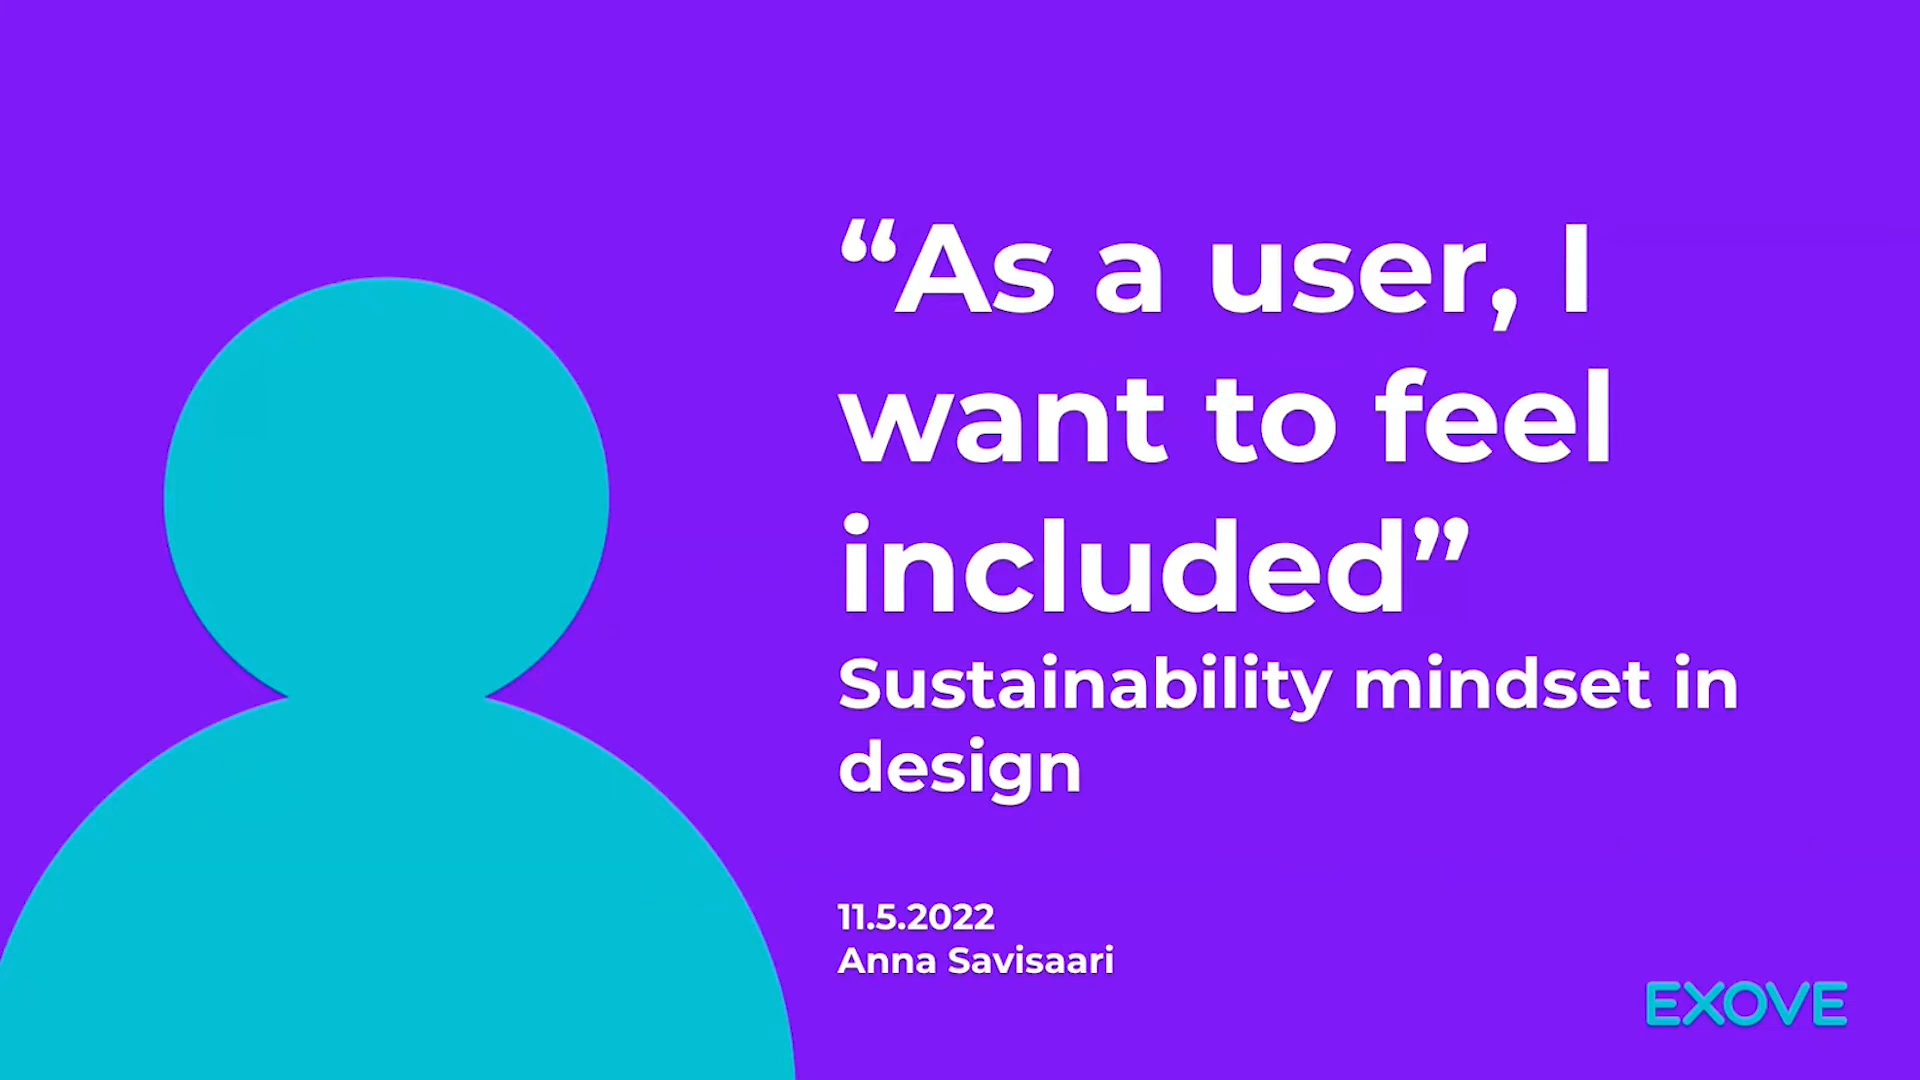 “As a user, I
want to feel
included”
Sustainability mindset in
design
11.5.2022
Anna Savisaari
EXOVE